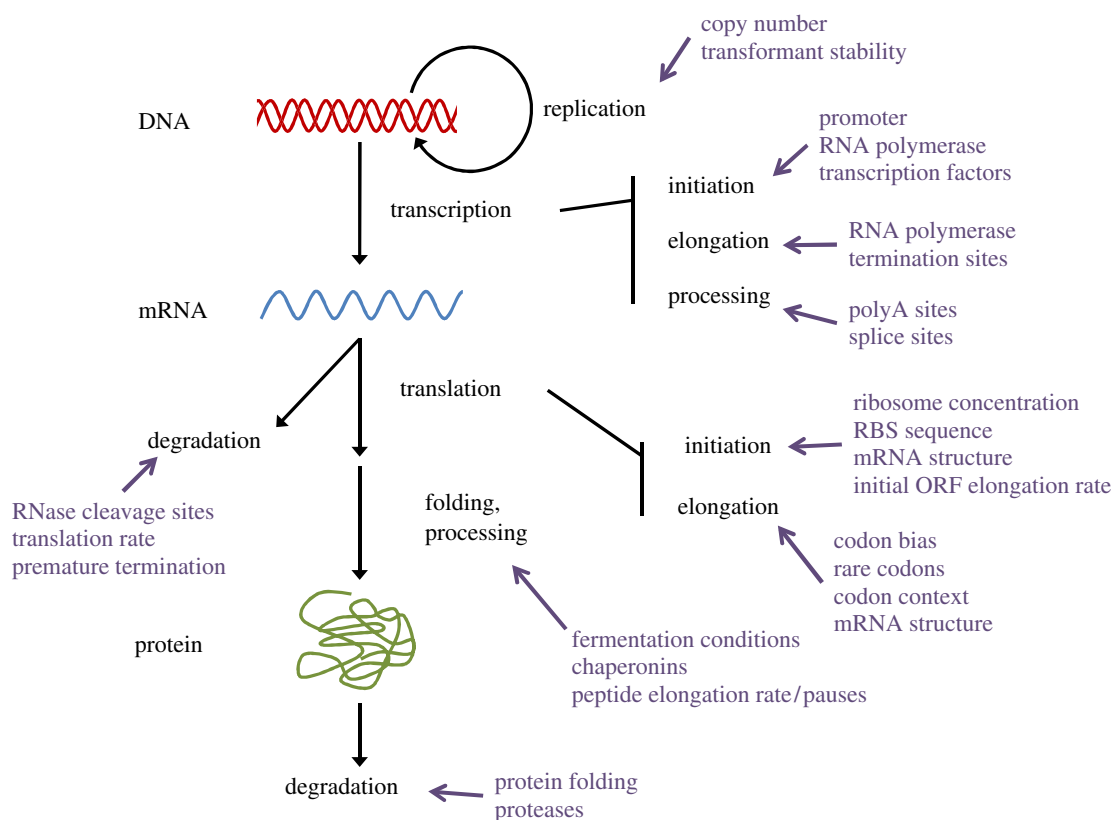 copy number
transformant stability
DNA
replication
promoter
RNA polymerase
transcription factors
initiation
transcription
elongation
RNA polymerase
termination sites
processing
polyA sites
splice sites
mRNA
translation
degradation
RNase cleavage sites
translation rate
premature termination
initiation
ribosome concentration
RBS sequence
mRNA structure
initial ORF elongation rate
elongation
codon bias
rare codons
codon context
mRNA structure
folding,
processing
fermentation conditions
chaperonins
peptide elongation rate/pauses
protein
degradation
protein folding
proteases